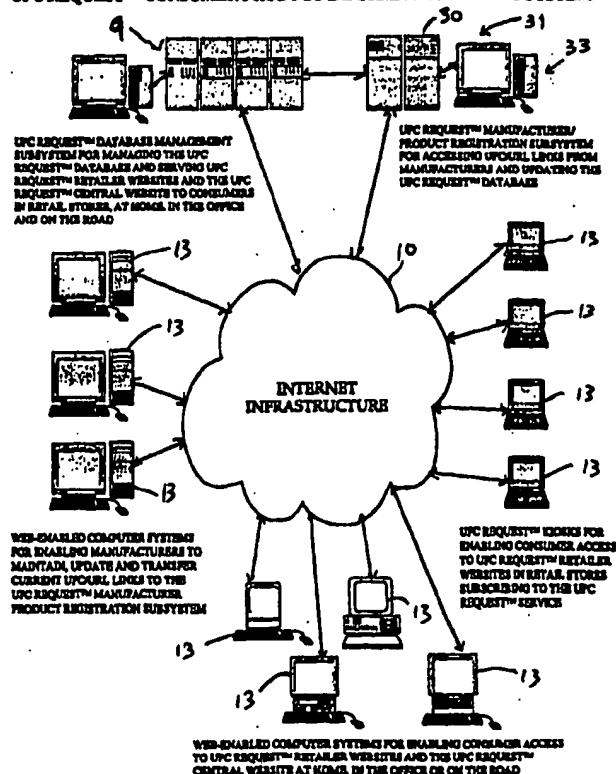 9
30
31
33
UPC REQUEST™ DATABASE MANAGEMENT
SUBSYSTEM FOR MANAGING THE UPC
REQUEST™ DATABASE AND SERVING UPC
REQUEST™ RETAILER WEBSITES AND THE UPC
REQUEST™ CENTRAL WEBSITE TO CONSUMERS
IN RETAIL STORES, AT HOME, IN THE OFFICE
AND ON THE ROAD
UPC REQUEST™ MANUFACTURER/
PRODUCT REGISTRATION SUBSYSTEM
FOR ACCESSING UPC/URL LINKS FROM
MANUFACTURERS AND UPDATING THE
UPC REQUEST™ DATABASE
10
13
13
13
13
13
13
13
INTERNET
INFRASTRUCTURE
WEB-ENABLED COMPUTER SYSTEMS
FOR ENABLING MANUFACTURERS TO
MAINTAIN, UPDATE AND TRANSFER
CURRENT UPC/URL LINKS TO THE
UPC REQUEST™ MANUFACTURER
PRODUCT REGISTRATION SUBSYSTEM
UPC REQUEST™ KIOSKS FOR
ENABLING CONSUMER ACCESS
TO UPC REQUEST™ RETAILER
WEBSITES IN RETAIL STORES
SUBSCRIBING TO THE UPC
REQUEST™ SERVICE
13
13
13
13
WEB-ENABLED COMPUTER SYSTEMS FOR ENABLING CONSUMER ACCESS
TO UPC REQUEST™ RETAILER WEBSITES AND THE UPC REQUEST™
CENTRAL WEBSITE AT HOME, IN THE OFFICE OR ON THE ROAD